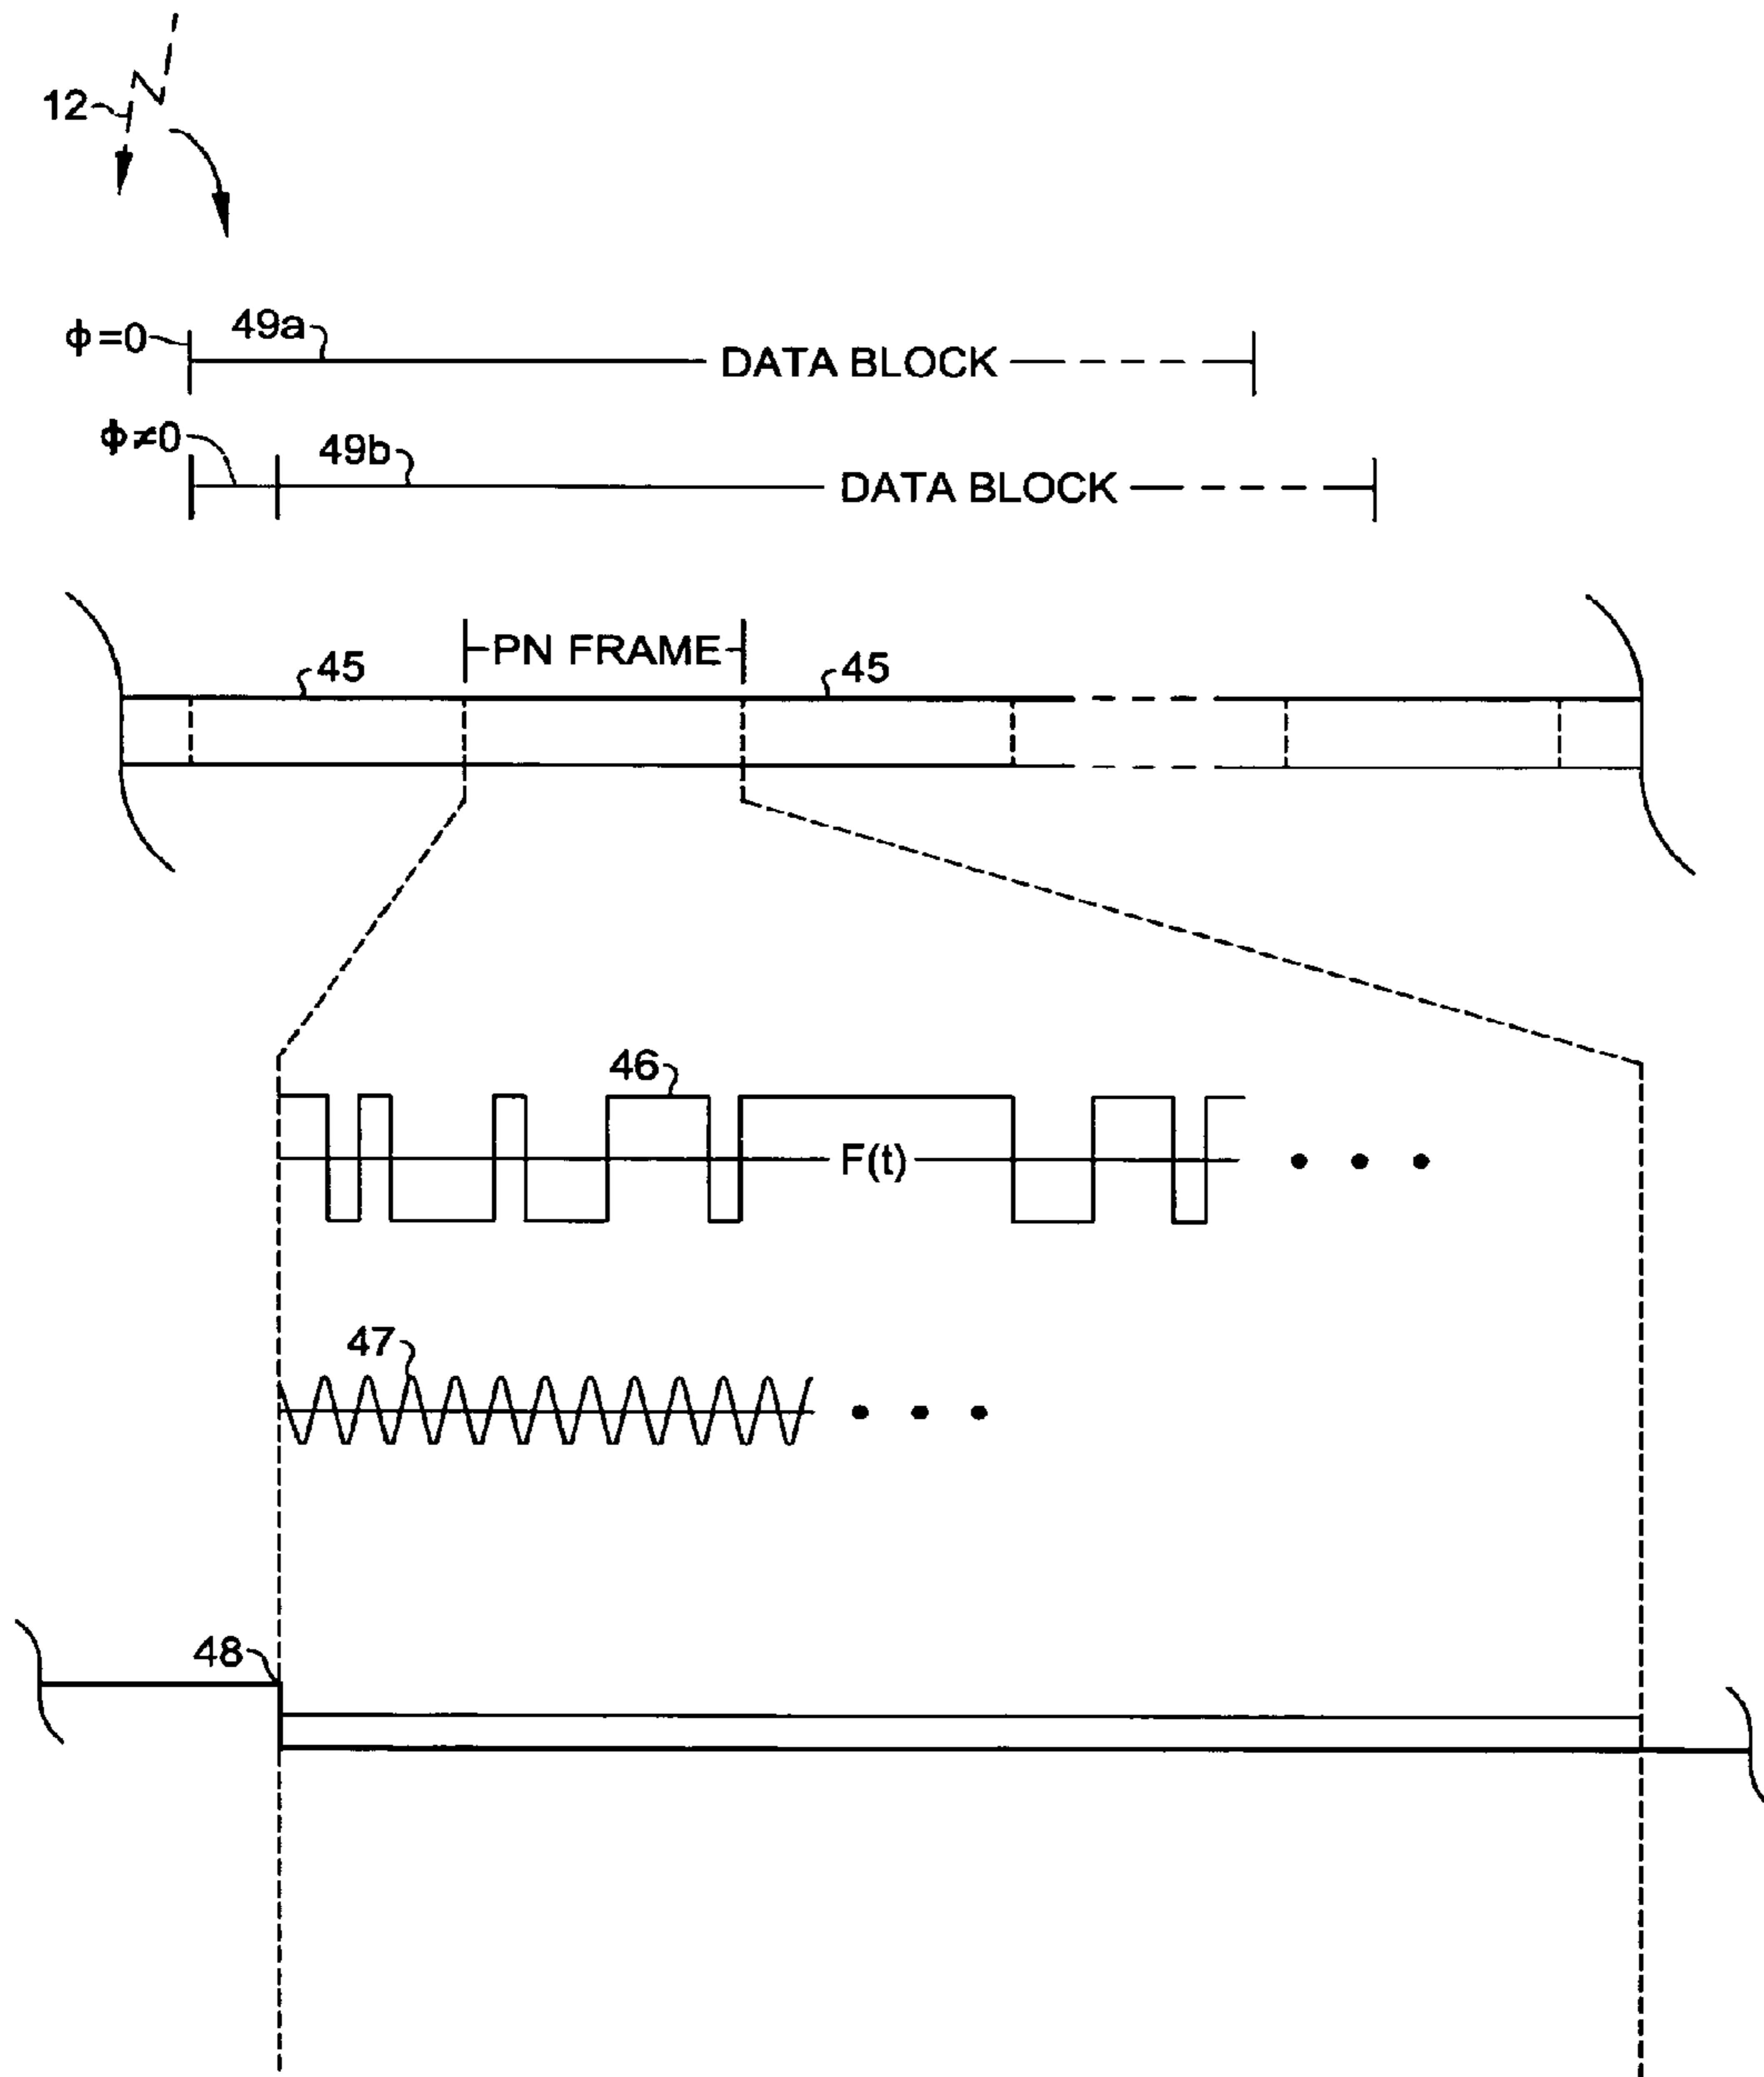 12
ϕ=0
49a
DATA BLOCK
ϕ≠0
49b
DATA BLOCK
PN FRAME
45
45
46
F(t)
47
48